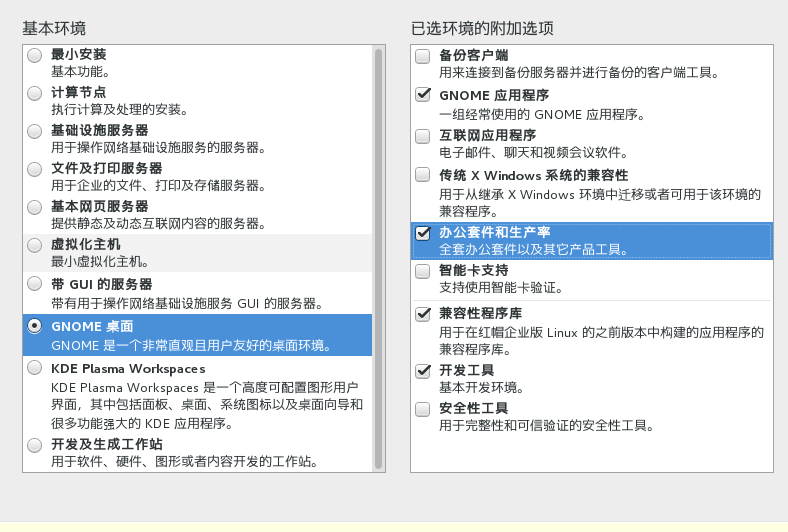 基本环境
最小安装
基本功能。
计算节点
执行计算及处理的安装。
基础设施服务器
用于操作网络基础设施服务的服务器。
文件及打印服务器
用于企业的文件、打印及存储服务器。
基本网页服务器
提供静态及动态互联网内容的服务器。
虚拟化主机
最小虚拟化主机。
带 GUI 的服务器
带有用于操作网络基础设施服务 GUI 的服务器。
GNOME 桌面
GNOME 是一个非常直观且用户友好的桌面环境。
KDE Plasma Workspaces
KDE Plasma Workspaces 是一个高度可配置图形用户
界面，其中包括面板、桌面、系统图标以及桌面向导和
很多功能强大的 KDE 应用程序。
开发及生成工作站
用于软件、硬件、图形或者内容开发的工作站。
已选环境的附加选项
备份客户端
用来连接到备份服务器并进行备份的客户端工具。
GNOME 应用程序
一组经常使用的 GNOME 应用程序。
互联网应用程序
电子邮件、聊天和视频会议软件。
传统 X Windows 系统的兼容性
用于从继承 X Windows 环境中迁移或者可用于该环境的
兼容程序。
办公套件和生产率
全套办公套件以及其它产品工具。
智能卡支持
支持使用智能卡验证。
兼容性程序库
用于在红帽企业版 Linux 的之前版本中构建的应用程序的
兼容程序库。
开发工具
基本开发环境。
安全性工具
用于完整性和可信验证的安全性工具。